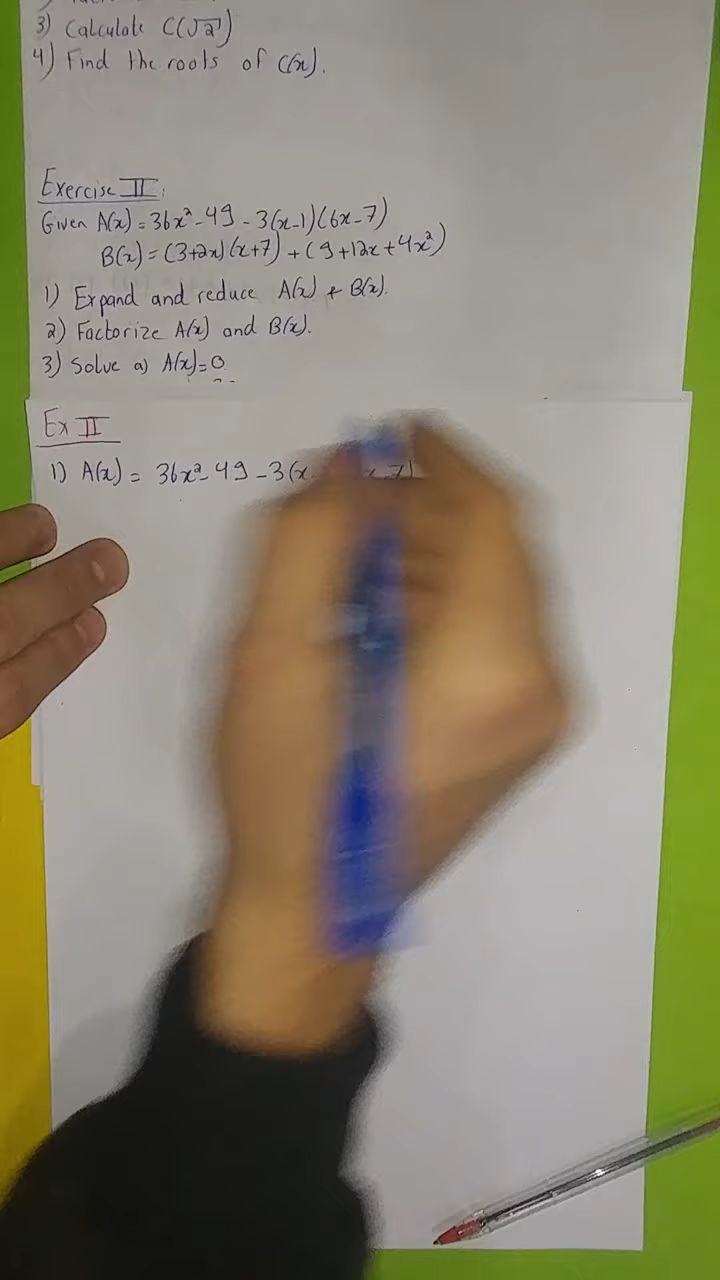 3) Calculate C(√2)
4) Find the roots of C(x).
Exercise II:
Given A(x) = 36x² - 49 - 3(x-1)(6x-7)
B(x) = (3+2x)(x+7) + (9+12x+4x²)
1) Expand and reduce A(x) + B(x).
2) Factorize A(x) and B(x).
3) Solve a) A(x) = 0
Ex II
1) A(x) = 36x² - 49 - 3(x